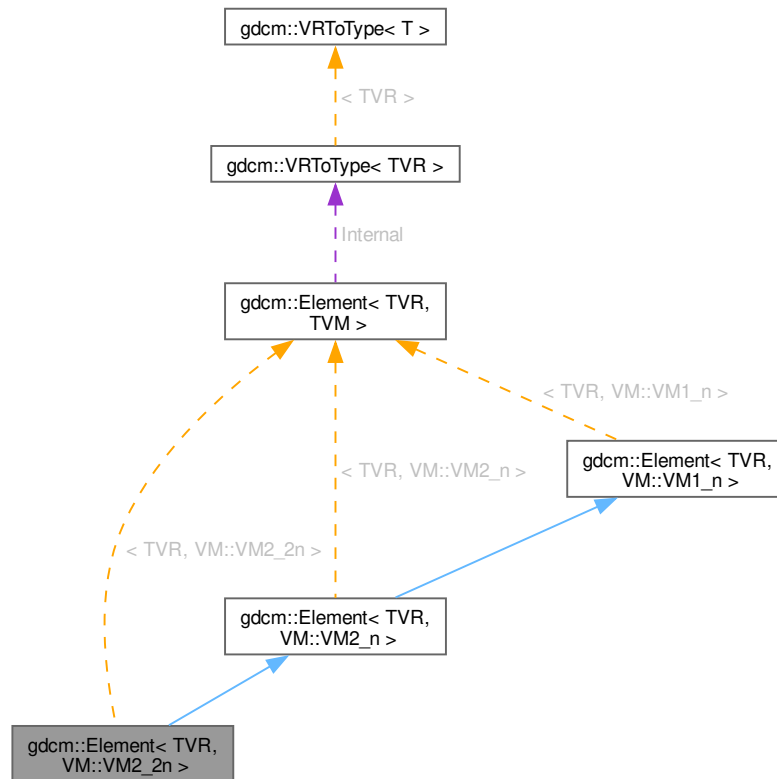 gdcm::VRToType< T >
< TVR >
gdcm::VRToType< TVR >
Internal
gdcm::Element< TVR,
TVM >
< TVR, VM::VM1_n >
gdcm::Element< TVR,
VM::VM1_n >
< TVR, VM::VM2_n >
< TVR, VM::VM2_2n >
gdcm::Element< TVR,
VM::VM2_n >
gdcm::Element< TVR,
VM::VM2_2n >